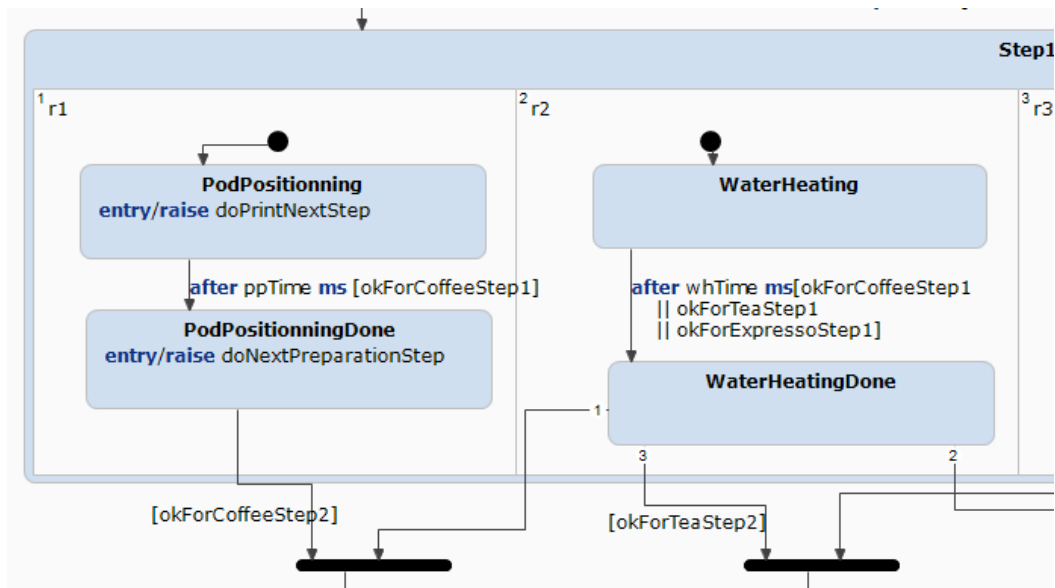 Step1
1
r1
2
r2
3
r3
PodPositionning
entry/raise doPrintNextStep
WaterHeating
after ppTime ms [okForCoffeeStep1]
after whTime ms[okForCoffeeStep1
|| okForTeaStep1
|| okForExpressoStep1]
PodPositionningDone
entry/raise doNextPreparationStep
WaterHeatingDone
1
3
2
[okForCoffeeStep2]
[okForTeaStep2]